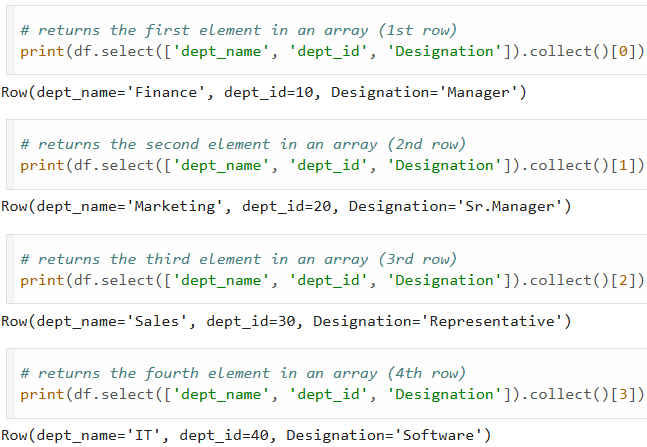 # returns the first element in an array (1st row)
print(df.select(['dept_name', 'dept_id', 'Designation']).collect()[0])
Row(dept_name='Finance', dept_id=10, Designation='Manager')
# returns the second element in an array (2nd row)
print(df.select(['dept_name', 'dept_id', 'Designation']).collect()[1])
Row(dept_name='Marketing', dept_id=20, Designation='Sr.Manager')
# returns the third element in an array (3rd row)
print(df.select(['dept_name', 'dept_id', 'Designation']).collect()[2])
Row(dept_name='Sales', dept_id=30, Designation='Representative')
# returns the fourth element in an array (4th row)
print(df.select(['dept_name', 'dept_id', 'Designation']).collect()[3])
Row(dept_name='IT', dept_id=40, Designation='Software')